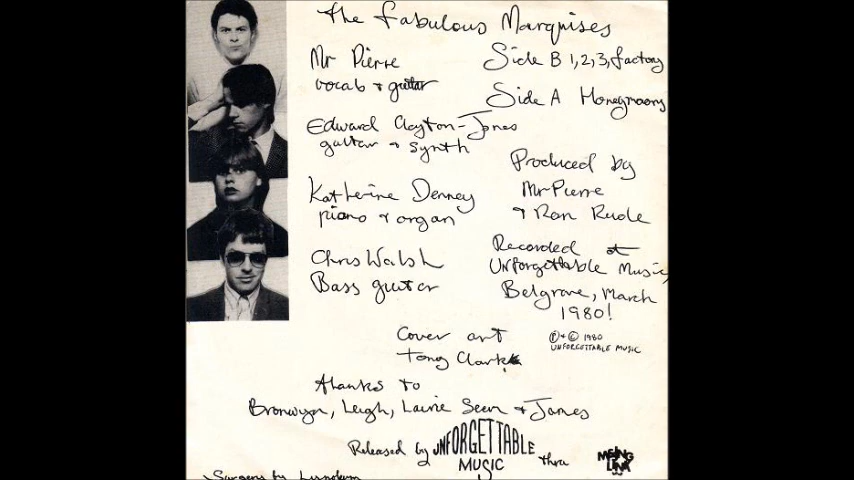 The Fabulous Marquises
Mr Pierre
vocals + guitar
Side B 1,2,3, factory
Side A Honeymoons
Edward Clayton-Jones
guitar + synth
Produced by
Mr Pierre
+ Ron Rude
Katherine Denney
piano + organ
Recorded at
Unforgettable Music,
Belgrave, March
1980!
Chris Walsh
Bass guitar
Ⓟ + © 1980
UNFORGETTABLE MUSIC
Cover art
Tony Clark
Thanks to
Bronwyn, Leigh, Laurie Sean + James
Released by UNFORGETTABLE
MUSIC thru